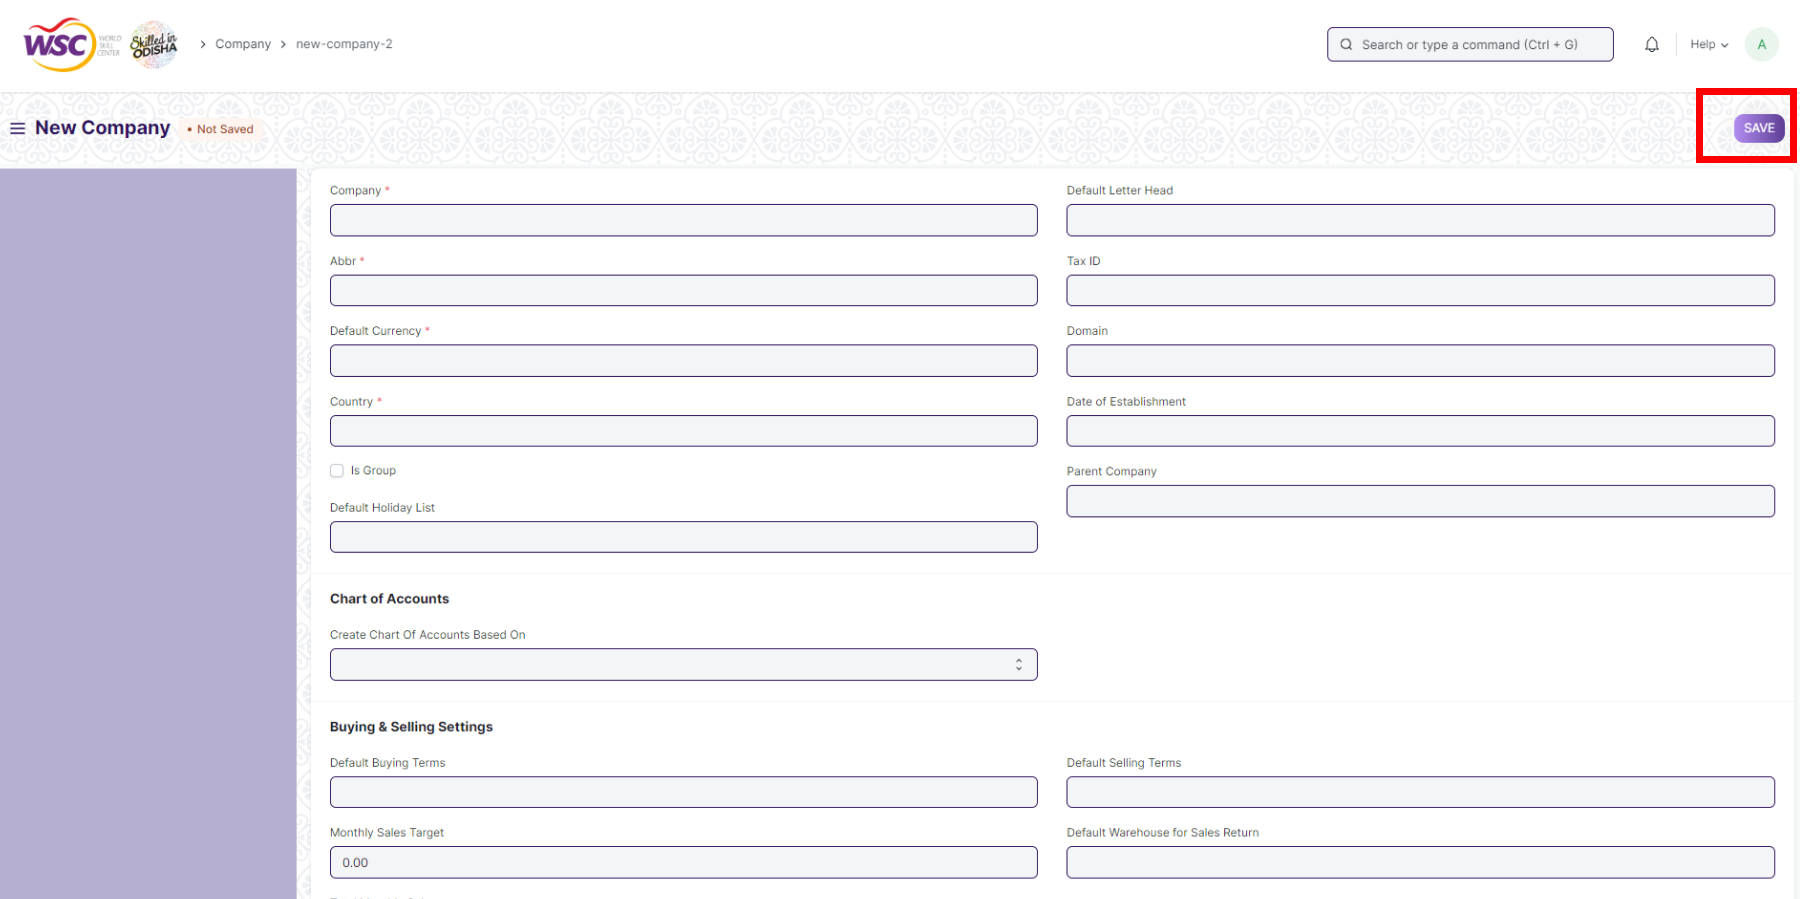 WSC WORLD SKILL CENTER Skilled in ODISHA > Company > new-company-2 Search or type a command (Ctrl + G) Help A
New Company • Not Saved SAVE
Company * Default Letter Head
Abbr * Tax ID
Default Currency * Domain
Country * Date of Establishment
Is Group Parent Company
Default Holiday List
Chart of Accounts
Create Chart Of Accounts Based On
Buying & Selling Settings
Default Buying Terms Default Selling Terms
Monthly Sales Target Default Warehouse for Sales Return
0.00